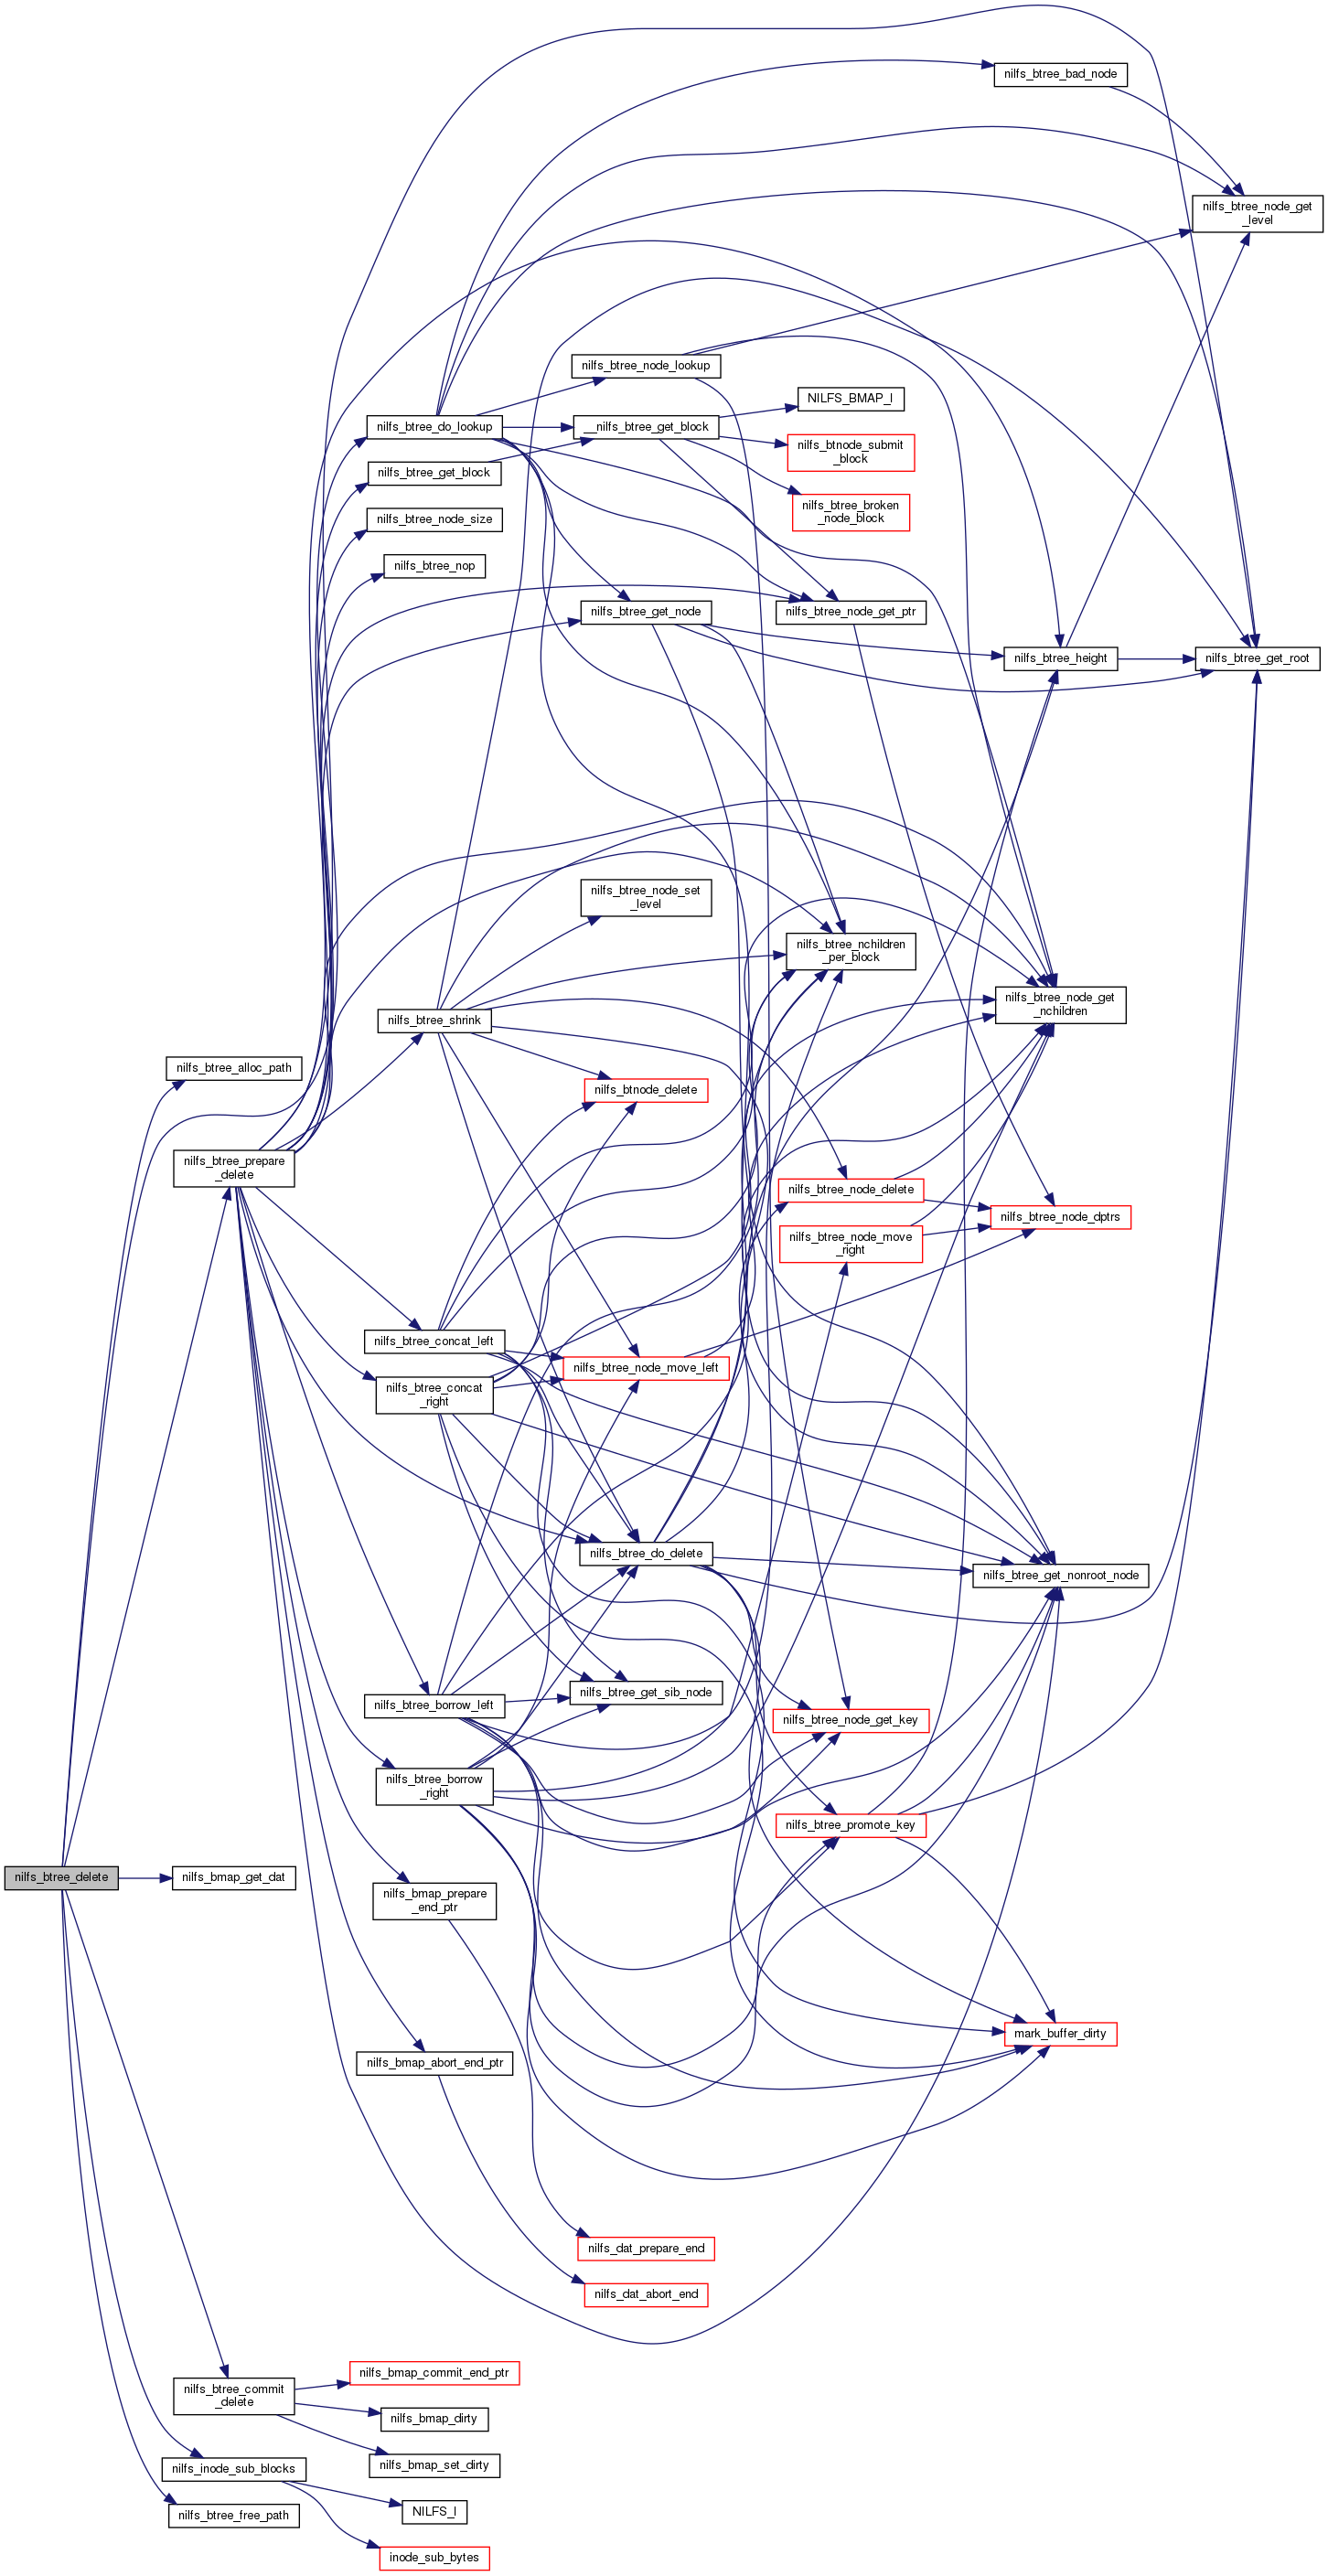 nilfs_btree_bad_node
nilfs_btree_node_get
_level
nilfs_btree_node_lookup
NILFS_BMAP_I
nilfs_btree_do_lookup
__nilfs_btree_get_block
nilfs_btnode_submit
_block
nilfs_btree_get_block
nilfs_btree_broken
_node_block
nilfs_btree_node_size
nilfs_btree_nop
nilfs_btree_get_node
nilfs_btree_node_get_ptr
nilfs_btree_height
nilfs_btree_get_root
nilfs_btree_node_set
_level
nilfs_btree_nchildren
_per_block
nilfs_btree_node_get
_nchildren
nilfs_btree_shrink
nilfs_btree_alloc_path
nilfs_btnode_delete
nilfs_btree_prepare
_delete
nilfs_btree_node_delete
nilfs_btree_node_dptrs
nilfs_btree_node_move
_right
nilfs_btree_concat_left
nilfs_btree_node_move_left
nilfs_btree_concat
_right
nilfs_btree_do_delete
nilfs_btree_get_nonroot_node
nilfs_btree_get_sib_node
nilfs_btree_borrow_left
nilfs_btree_node_get_key
nilfs_btree_borrow
_right
nilfs_btree_promote_key
nilfs_btree_delete
nilfs_bmap_get_dat
nilfs_bmap_prepare
_end_ptr
mark_buffer_dirty
nilfs_bmap_abort_end_ptr
nilfs_dat_prepare_end
nilfs_dat_abort_end
nilfs_bmap_commit_end_ptr
nilfs_btree_commit
_delete
nilfs_bmap_dirty
nilfs_bmap_set_dirty
nilfs_inode_sub_blocks
NILFS_I
nilfs_btree_free_path
inode_sub_bytes